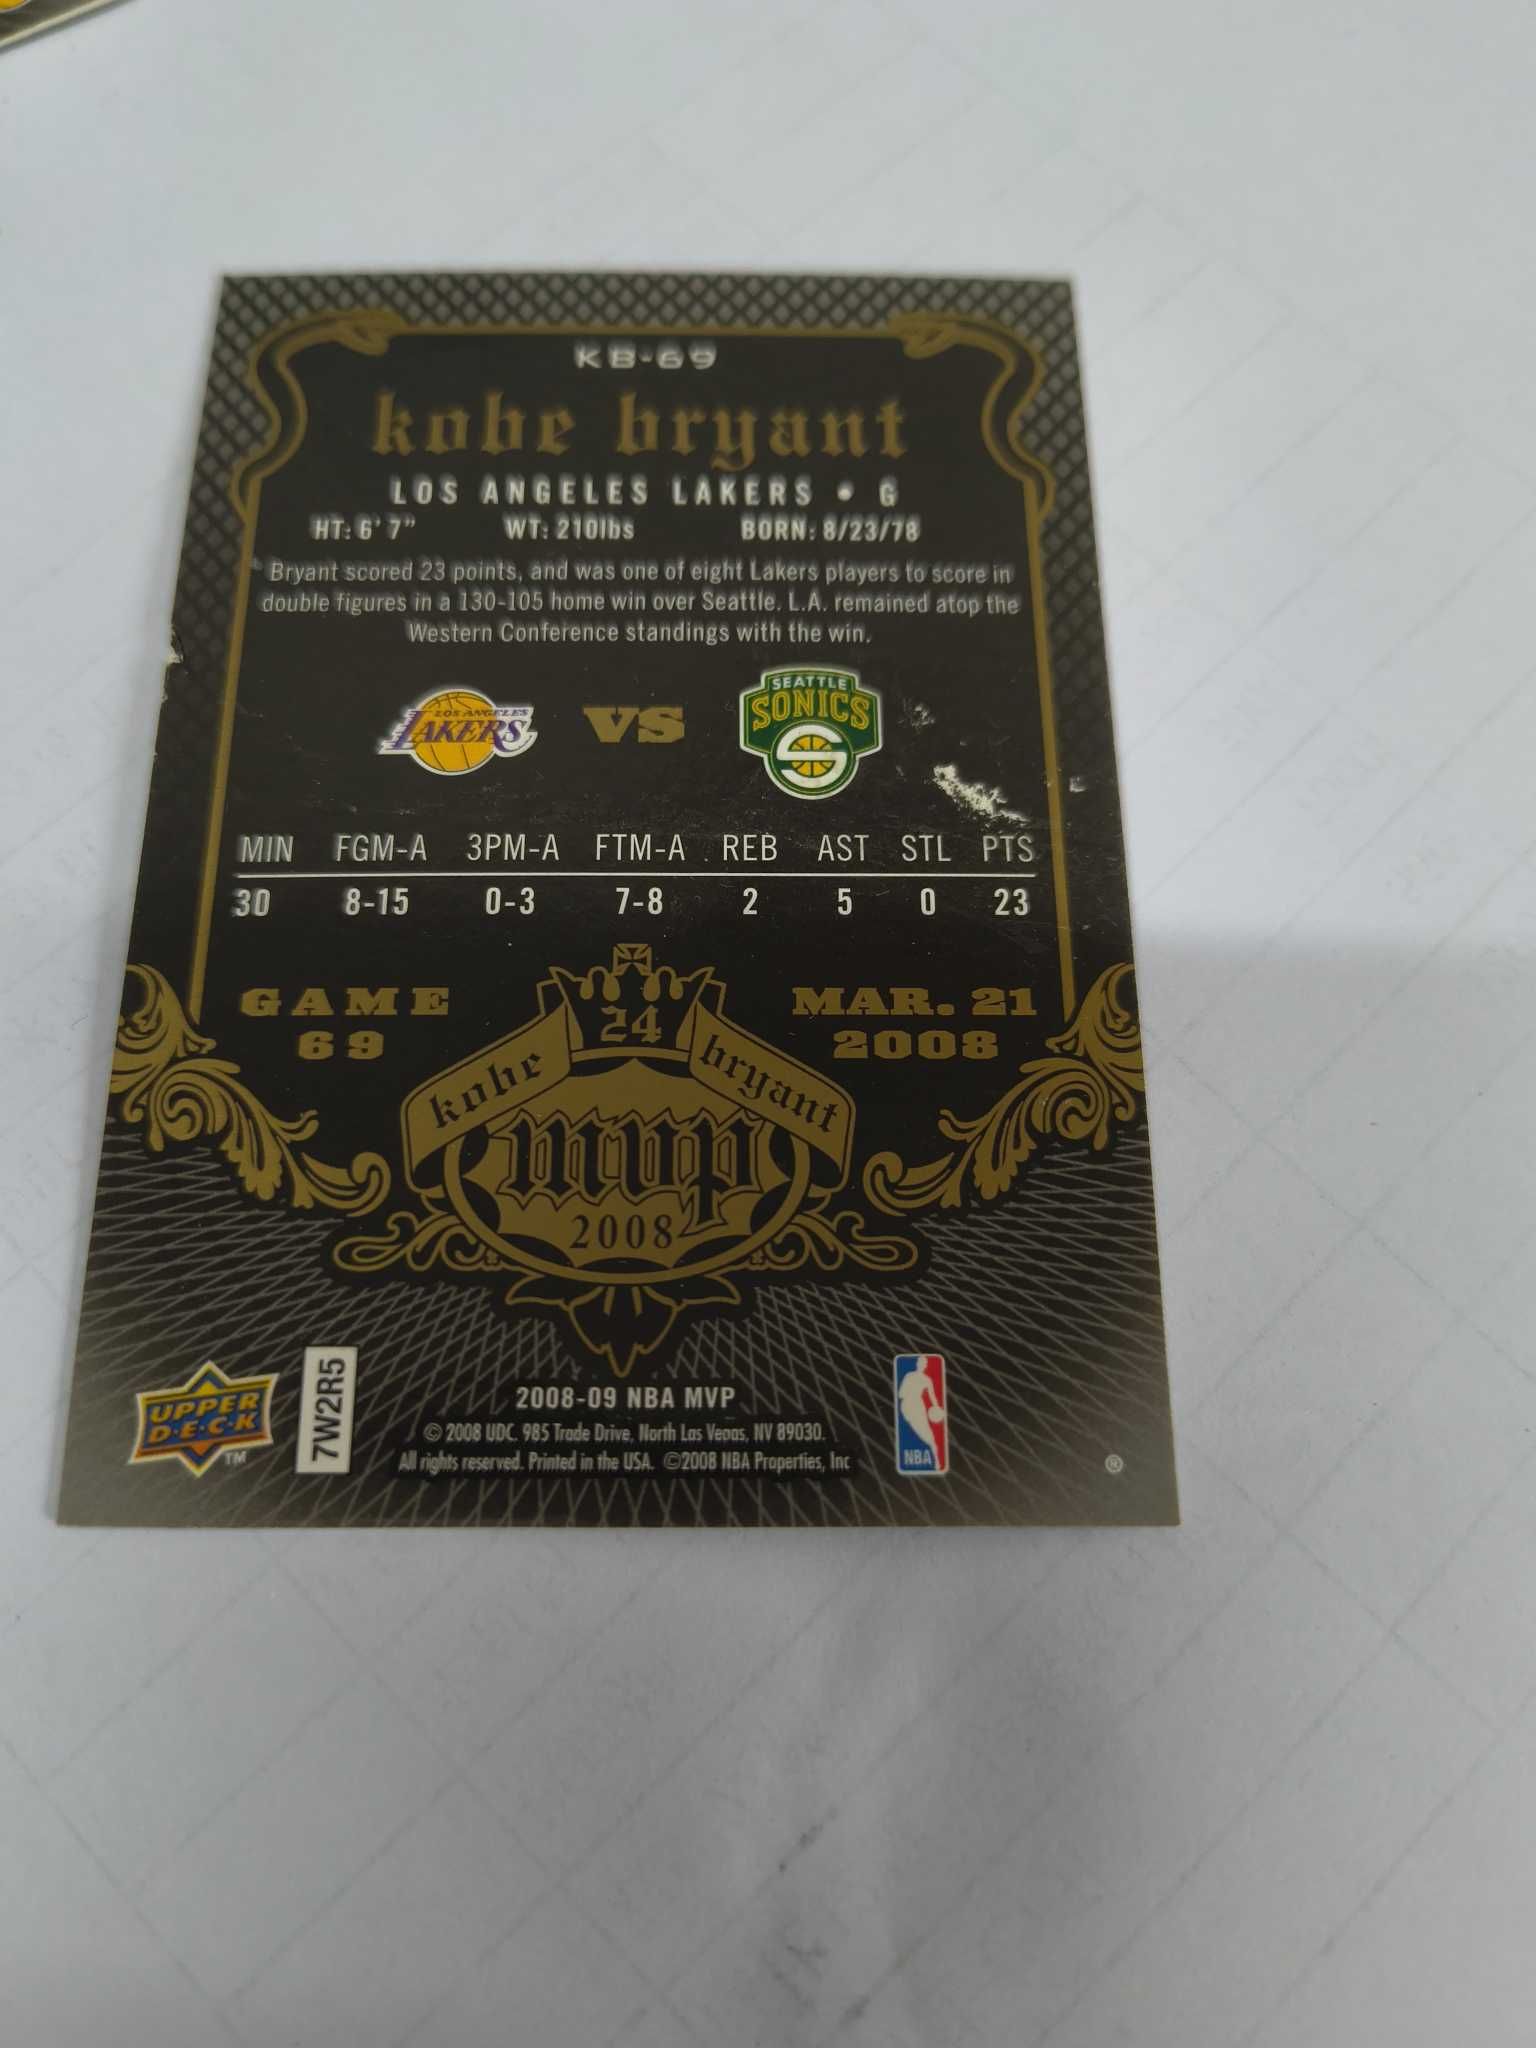 KB-69
kobe bryant
LOS ANGELES LAKERS • G
HT: 6' 7" WT: 210lbs BORN: 8/23/78
Bryant scored 23 points, and was one of eight Lakers players to score in
double figures in a 130-105 home win over Seattle. L.A. remained atop the
Western Conference standings with the win.
LOS ANGELES
LAKERS
VS
SEATTLE
SONICS
MIN FGM-A 3PM-A FTM-A REB AST STL PTS
30 8-15 0-3 7-8 2 5 0 23
GAME
69
MAR. 21
2008
24
kobe bryant
mvp
2008
UPPER
D·E·C·K
TM
7W2R5
2008-09 NBA MVP
© 2008 UDC. 985 Trade Drive, North Las Vegas, NV 89030.
All rights reserved. Printed in the USA. ©2008 NBA Properties, Inc
NBA
®